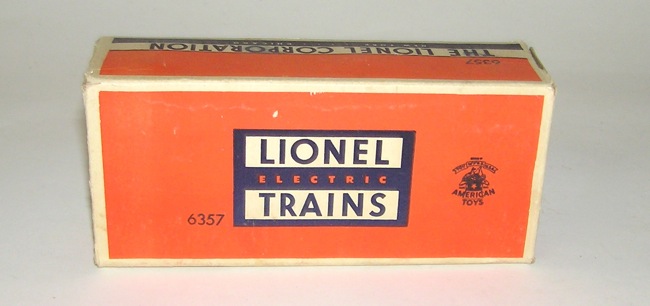 THE LIONEL CORPORATION
6357
LIONEL
ELECTRIC
TRAINS
6357
AMERICAN
TOYS